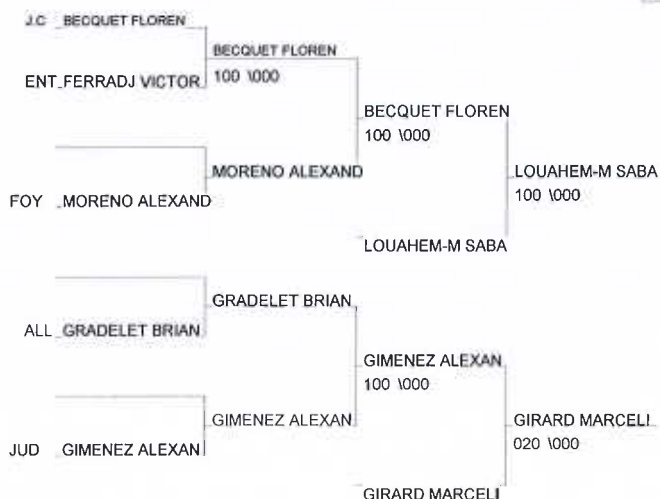 J.C BECQUET FLOREN
BECQUET FLOREN
100 \000
ENT FERRADJ VICTOR
BECQUET FLOREN
100 \000
MORENO ALEXAND
FOY MORENO ALEXAND
LOUAHEM-M SABA
100 \000
LOUAHEM-M SABA
GRADELET BRIAN
ALL GRADELET BRIAN
GIMENEZ ALEXAN
100 \000
GIMENEZ ALEXAN
JUD GIMENEZ ALEXAN
GIRARD MARCELI
020 \000
GIRARD MARCELI